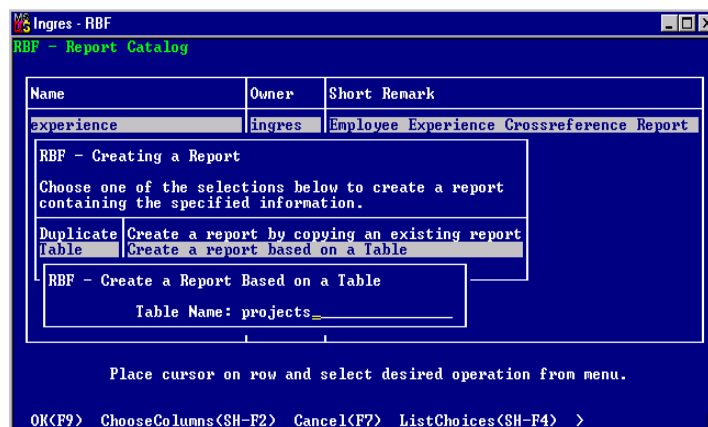 Ingres - RBF
RBF - Report Catalog
Name Owner Short Remark
experience ingres Employee Experience Crossreference Report
RBF - Creating a Report
Choose one of the selections below to create a report
containing the specified information.
Duplicate Create a report by copying an existing report
Table Create a report based on a Table
RBF - Create a Report Based on a Table
Table Name: projects_
Place cursor on row and select desired operation from menu.
OK(F9) ChooseColumns(SH-F2) Cancel(F7) ListChoices(SH-F4) >